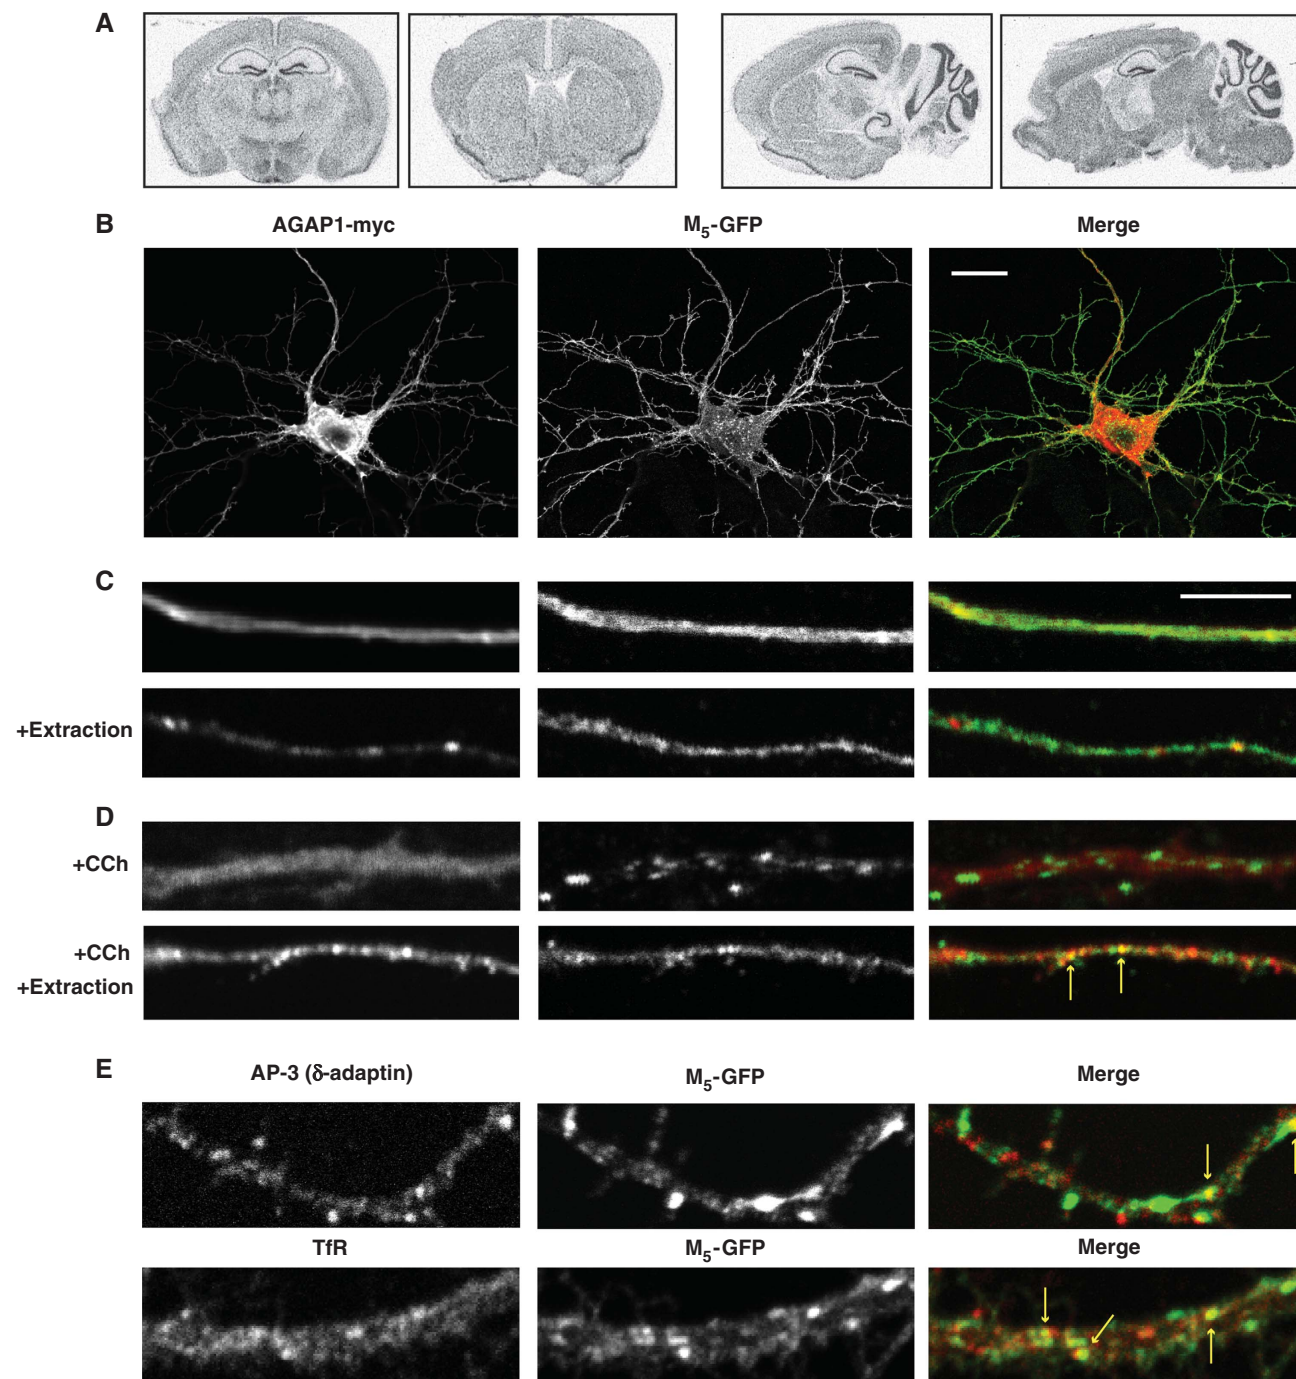 A
B
AGAP1-myc M5-GFP Merge
C
+Extraction
D
+CCh
+CCh
+Extraction
E
AP-3 (δ-adaptin) M5-GFP Merge
TfR M5-GFP Merge